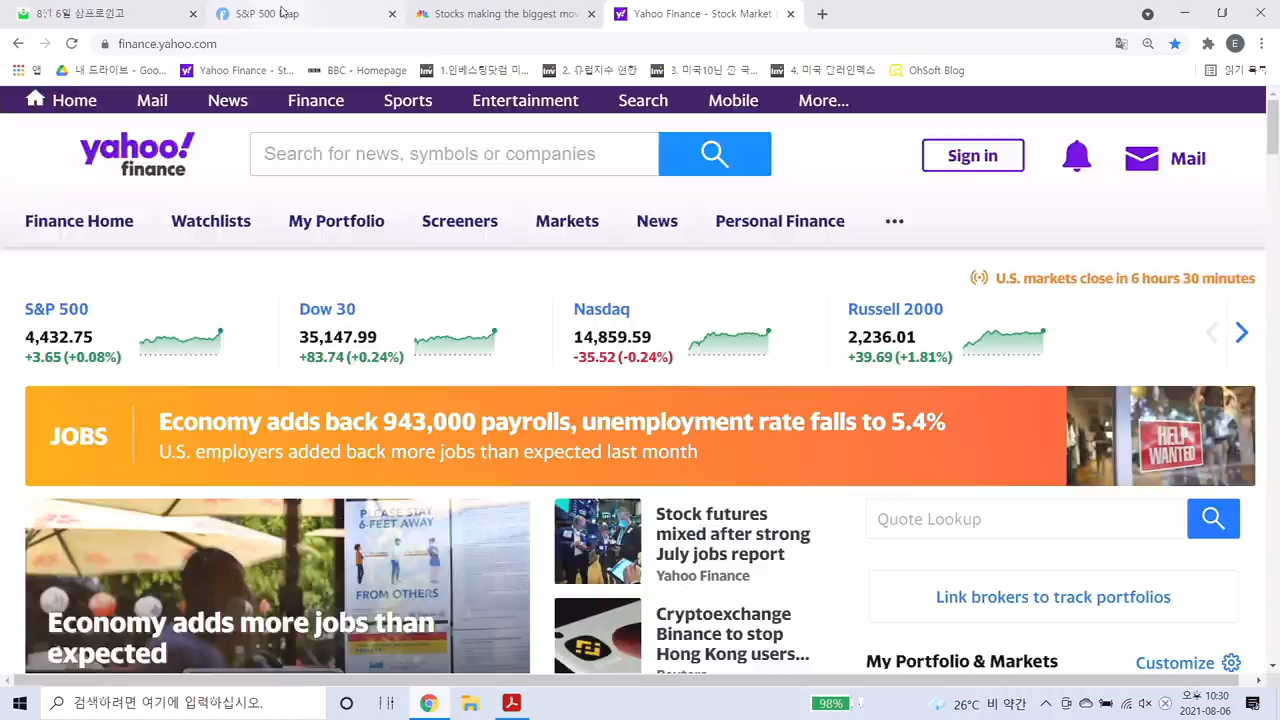 8월 6일 삼프로원고
S&P 500 Map
Stocks making the biggest mov
Yahoo Finance - Stock Market
finance.yahoo.com
E
앱
내 드라이브 - Goo...
Yahoo Finance - St...
BBC - Homepage
1.인베스팅닷컴 미...
2. 유럽지수 현황
3. 미국10년 준 국...
4. 미국 달러인덱스
OhSoft Blog
Home
Mail
News
Finance
Sports
Entertainment
Search
Mobile
More...
yahoo!
finance
Search for news, symbols or companies
Sign in
Mail
Finance Home
Watchlists
My Portfolio
Screeners
Markets
News
Personal Finance
U.S. markets close in 6 hours 30 minutes
S&P 500
4,432.75
+3.65 (+0.08%)
Dow 30
35,147.99
+83.74 (+0.24%)
Nasdaq
14,859.59
-35.52 (-0.24%)
Russell 2000
2,236.01
+39.69 (+1.81%)
JOBS
Economy adds back 943,000 payrolls, unemployment rate falls to 5.4%
U.S. employers added back more jobs than expected last month
HELP
WANTED
PLEASE STAY
6-FEET AWAY
FROM OTHERS
Economy adds more jobs than
expected
Stock futures
mixed after strong
July jobs report
Yahoo Finance
Cryptoexchange
Binance to stop
Hong Kong users...
Reuters
Quote Lookup
Link brokers to track portfolios
My Portfolio & Markets
Customize
검색하려면 여기에 입력하십시오.
98%
26°C 비 약간
오후 10:30
2021-08-06